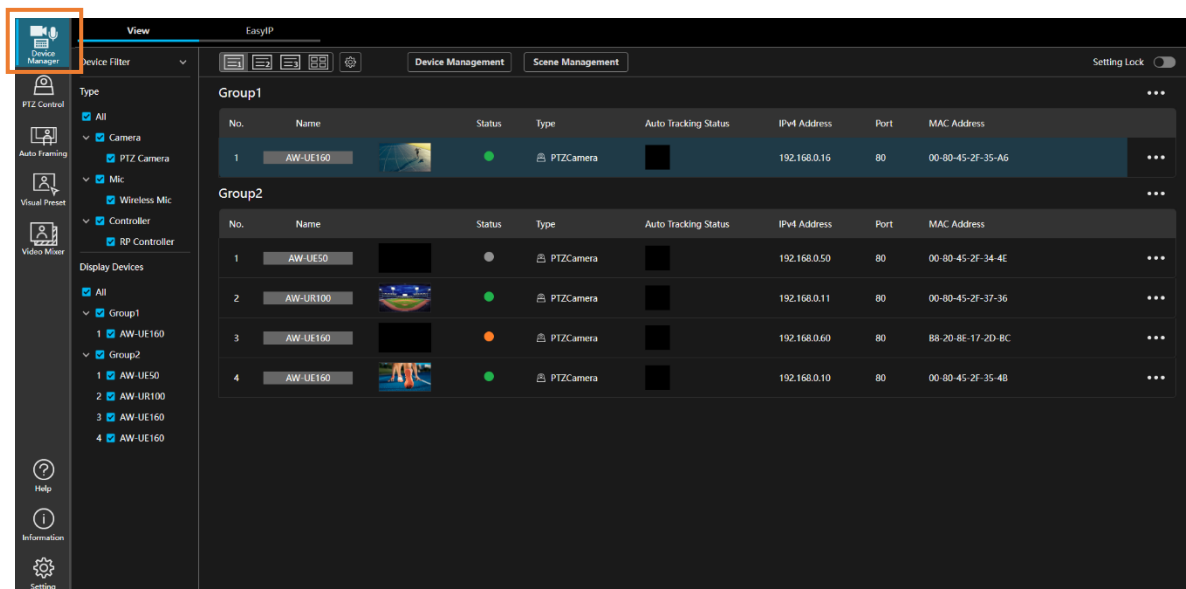 View
EasyIP
Device Manager
PTZ Control
Auto Framing
Visual Preset
Video Mixer
Help
Information
Setting
Device Filter
Type
All
Camera
PTZ Camera
Mic
Wireless Mic
Controller
RP Controller
Display Devices
All
Group1
1 AW-UE160
Group2
1 AW-UE50
2 AW-UR100
3 AW-UE160
4 AW-UE160
1 2 3 Device Management Scene Management Setting Lock
Group1
No. Name Status Type Auto Tracking Status IPv4 Address Port MAC Address
1 AW-UE160 PTZCamera 192.168.0.16 80 00-80-45-2F-35-A6
Group2
No. Name Status Type Auto Tracking Status IPv4 Address Port MAC Address
1 AW-UE50 PTZCamera 192.168.0.50 80 00-80-45-2F-34-4E
2 AW-UR100 PTZCamera 192.168.0.11 80 00-80-45-2F-37-36
3 AW-UE160 PTZCamera 192.168.0.60 80 B8-20-8E-17-2D-BC
4 AW-UE160 PTZCamera 192.168.0.10 80 00-80-45-2F-35-4B